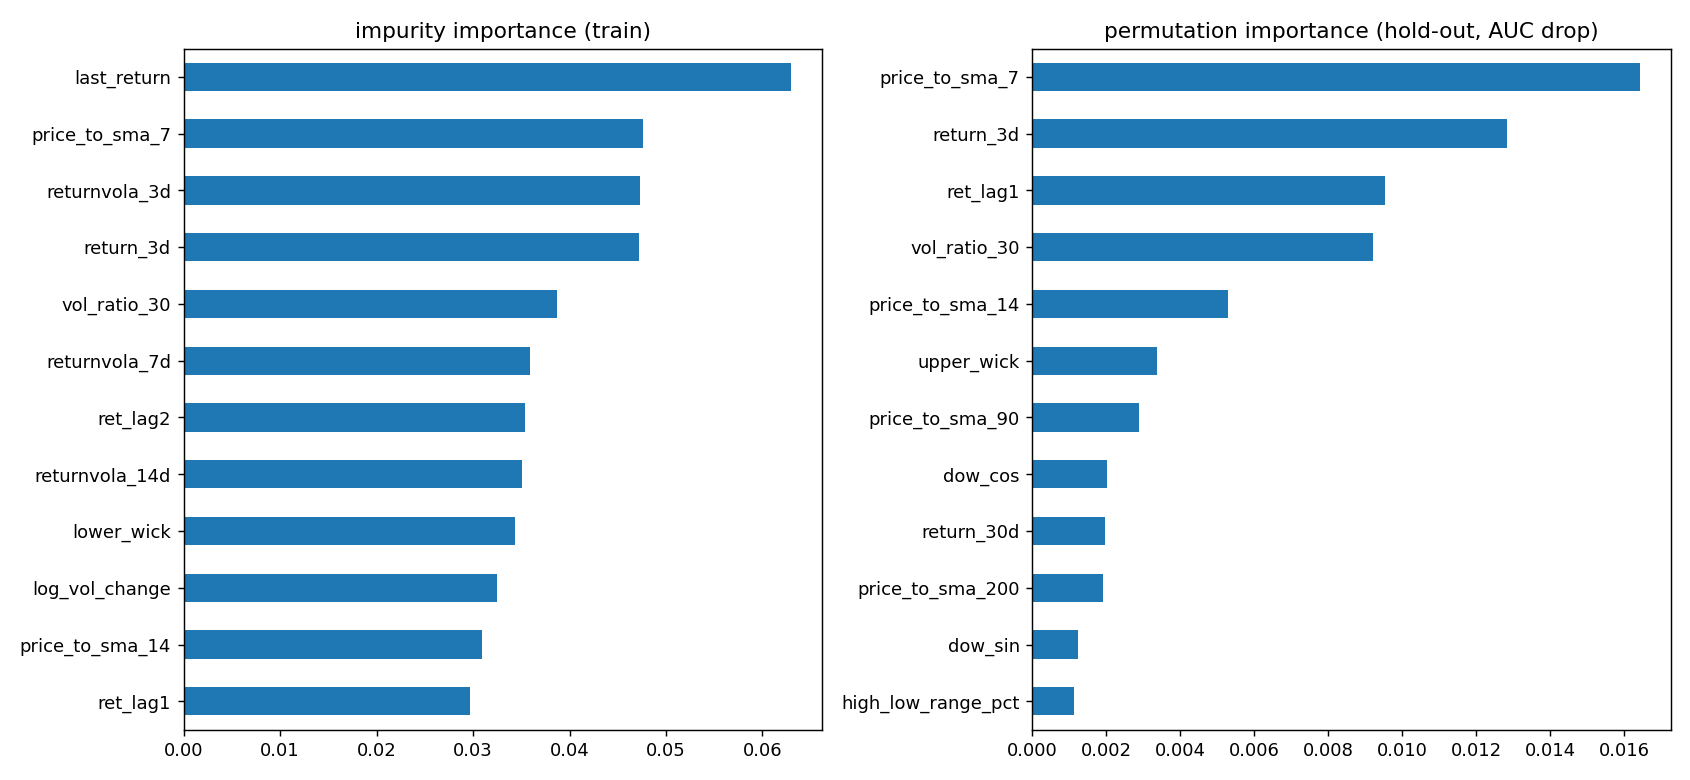 impurity importance (train)
last_return
price_to_sma_7
returnvola_3d
return_3d
vol_ratio_30
returnvola_7d
ret_lag2
returnvola_14d
lower_wick
log_vol_change
price_to_sma_14
ret_lag1
0.00 0.01 0.02 0.03 0.04 0.05 0.06
permutation importance (hold-out, AUC drop)
price_to_sma_7
return_3d
ret_lag1
vol_ratio_30
price_to_sma_14
upper_wick
price_to_sma_90
dow_cos
return_30d
price_to_sma_200
dow_sin
high_low_range_pct
0.000 0.002 0.004 0.006 0.008 0.010 0.012 0.014 0.016